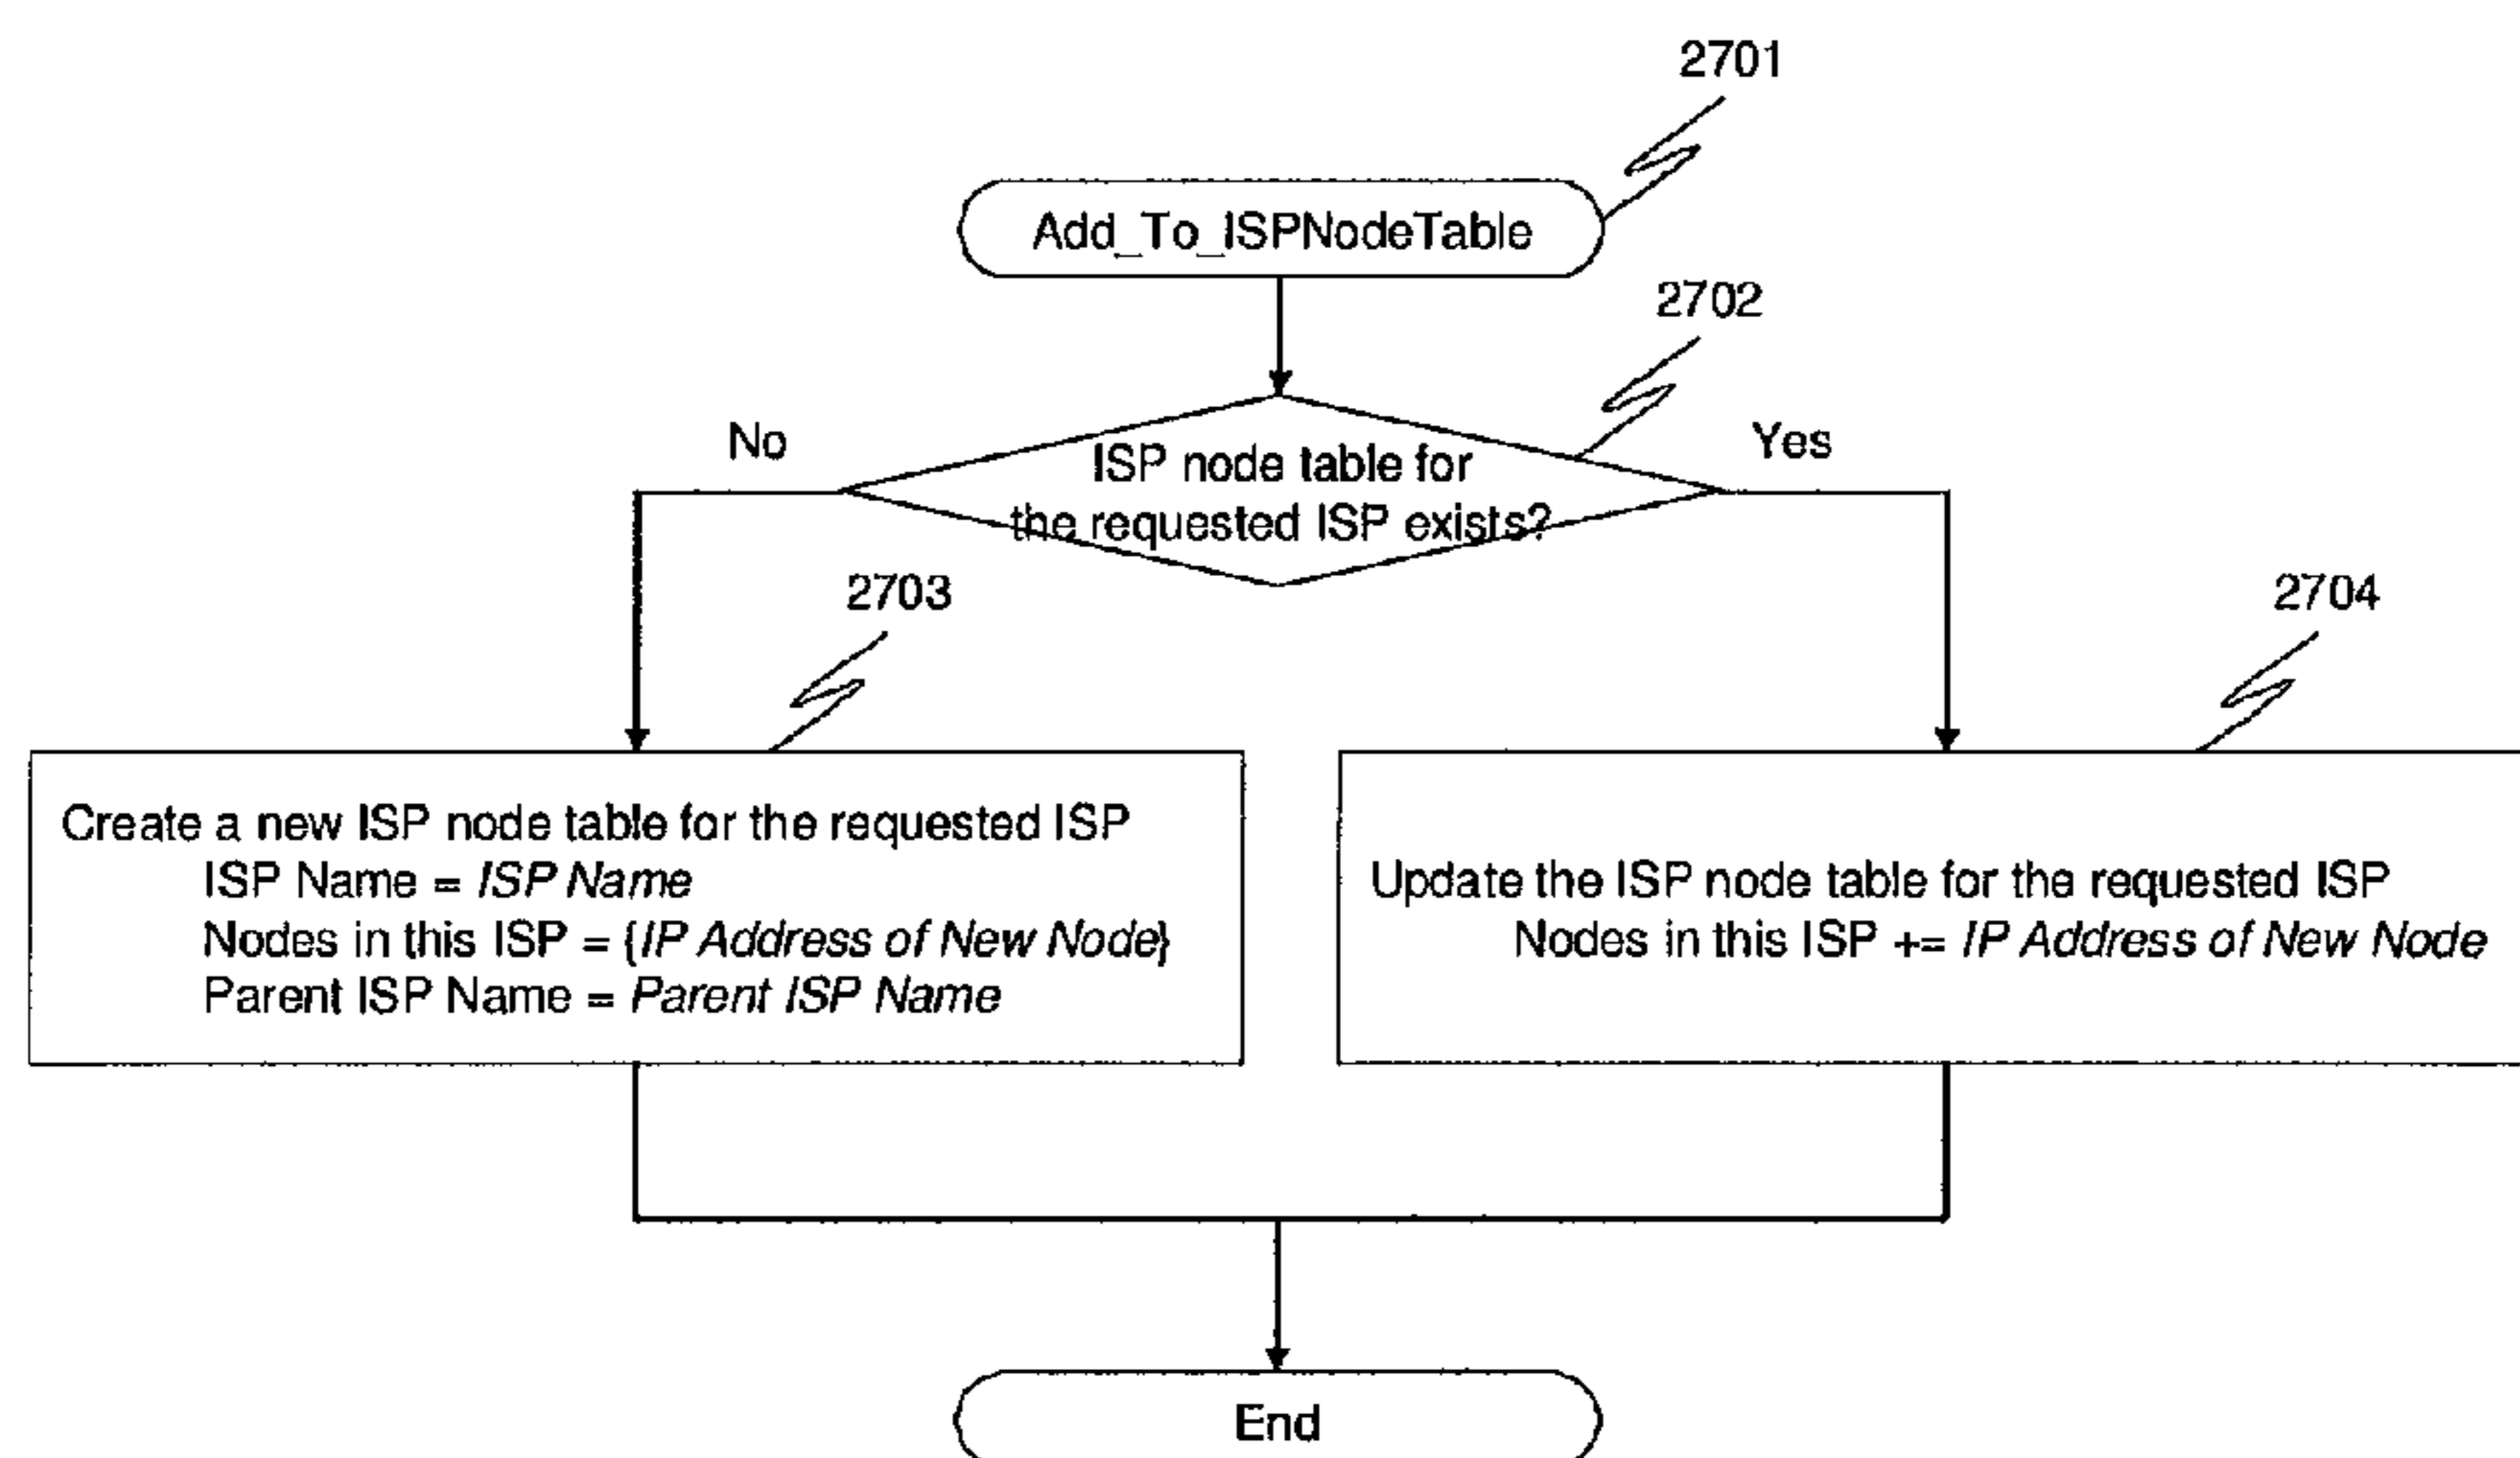 2701
Add_To_ISPNodeTable
2702
No
Yes
ISP node table for
the requested ISP exists?
2703
2704
Create a new ISP node table for the requested ISP
ISP Name = ISP Name
Nodes in this ISP = {IP Address of New Node}
Parent ISP Name = Parent ISP Name
Update the ISP node table for the requested ISP
Nodes in this ISP += IP Address of New Node
End